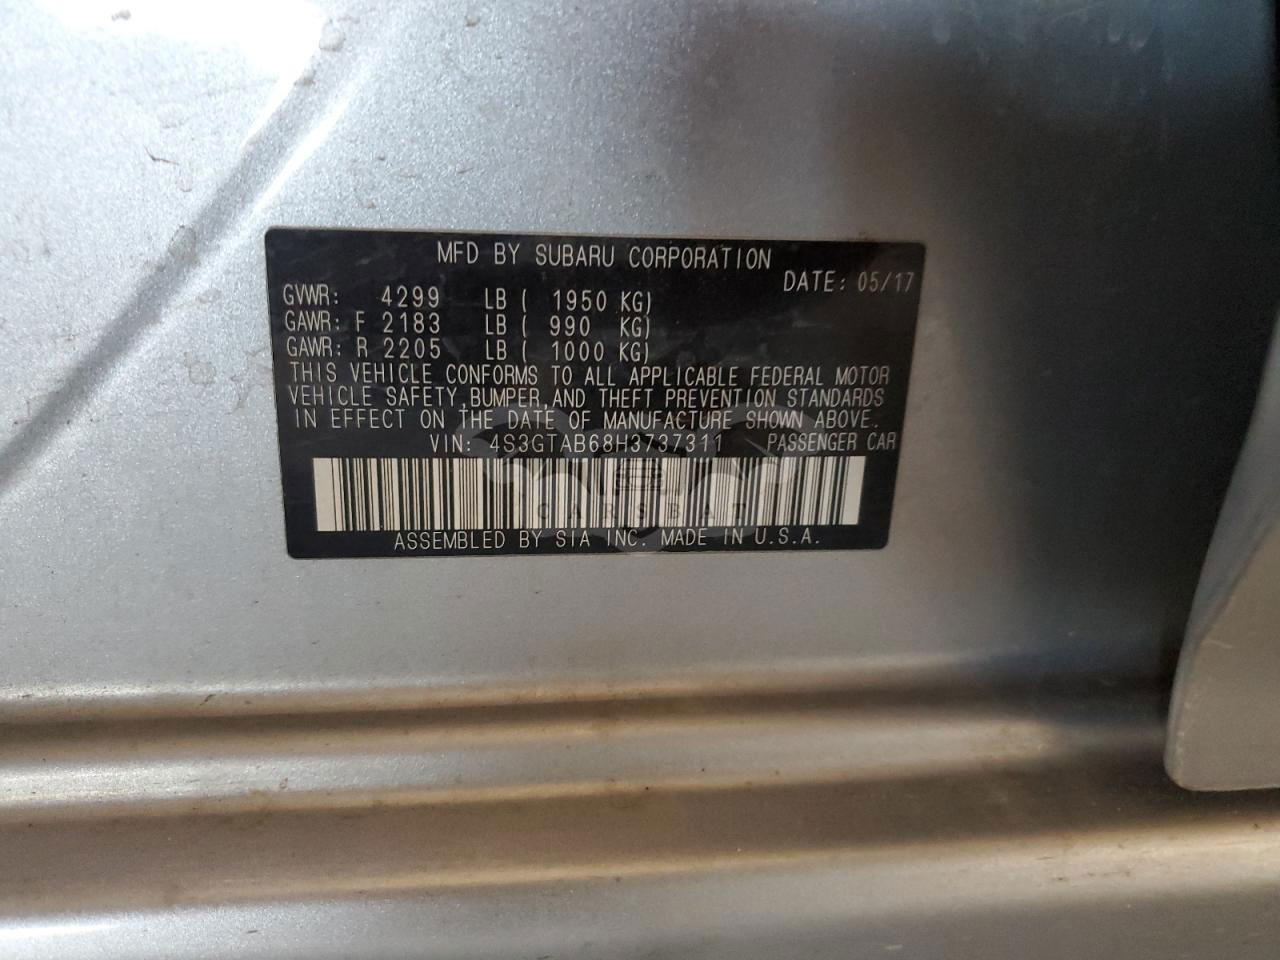 MFD BY SUBARU CORPORATION
DATE: 05/17
GVWR: 4299 LB ( 1950 KG)
GAWR: F 2183 LB ( 990 KG)
GAWR: R 2205 LB ( 1000 KG)
THIS VEHICLE CONFORMS TO ALL APPLICABLE FEDERAL MOTOR
VEHICLE SAFETY, BUMPER, AND THEFT PREVENTION STANDARDS
IN EFFECT ON THE DATE OF MANUFACTURE SHOWN ABOVE.
VIN: 4S3GTAB68H3737311 PASSENGER CAR
CARSBAT
ASSEMBLED BY SIA INC. MADE IN U.S.A.